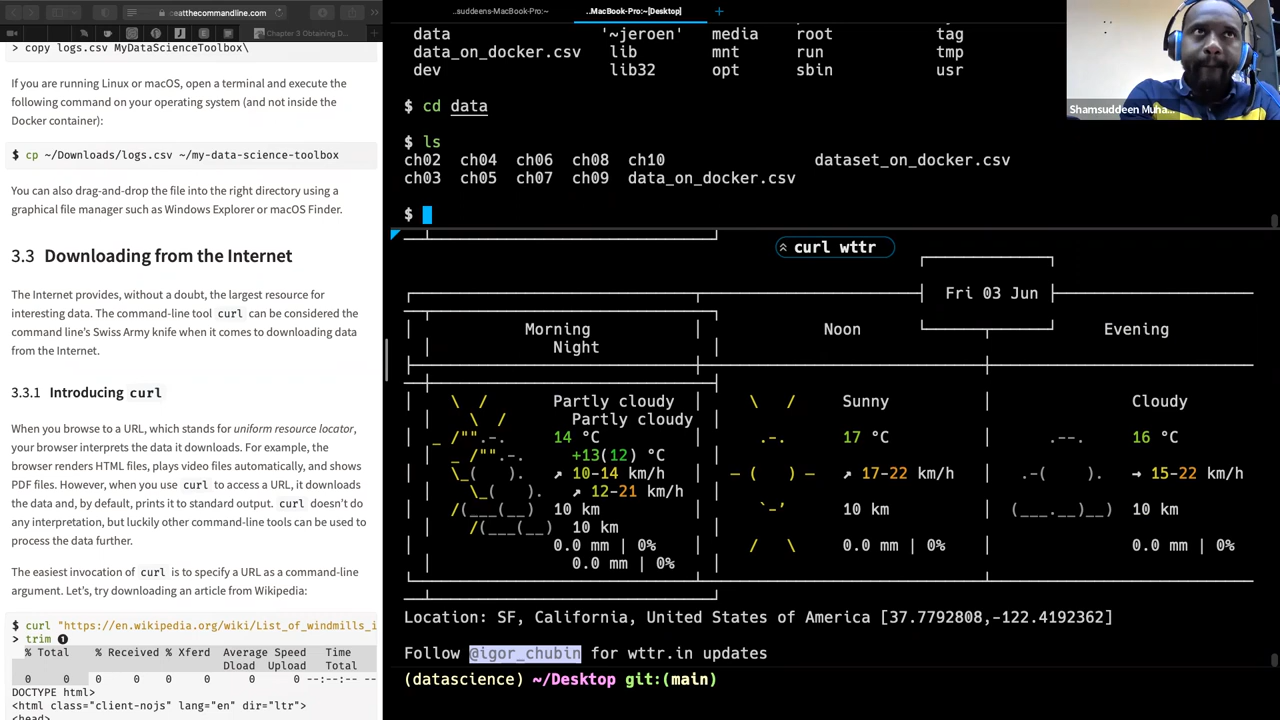 eatthecommandline.com
Chapter 3 Obtaining D...
> copy logs.csv MyDataScienceToolbox\
If you are running Linux or macOS, open a terminal and execute the
following command on your operating system (and not inside the
Docker container):
$ cp ~/Downloads/logs.csv ~/my-data-science-toolbox
You can also drag-and-drop the file into the right directory using a
graphical file manager such as Windows Explorer or macOS Finder.
3.3 Downloading from the Internet
The Internet provides, without a doubt, the largest resource for
interesting data. The command-line tool curl can be considered the
command line's Swiss Army knife when it comes to downloading data
from the Internet.
3.3.1 Introducing curl
When you browse to a URL, which stands for uniform resource locator,
your browser interprets the data it downloads. For example, the
browser renders HTML files, plays video files automatically, and shows
PDF files. However, when you use curl to access a URL, it downloads
the data and, by default, prints it to standard output. curl doesn't do
any interpretation, but luckily other command-line tools can be used to
process the data further.
The easiest invocation of curl is to specify a URL as a command-line
argument. Let's, try downloading an article from Wikipedia:
$ curl "https://en.wikipedia.org/wiki/List_of_windmills_i
> trim 1
% Total % Received % Xferd Average Speed Time
Dload Upload Total
0 0 0 0 0 0 0 0 --:--:-- --
DOCTYPE html>
<html class="client-nojs" lang="en" dir="ltr">
<head>
..suddeens-MacBook-Pro:~
..MacBook-Pro:~|Desktop|
data '~jeroen' media root tag
data_on_docker.csv lib mnt run tmp
dev lib32 opt sbin usr
$ cd data
$ ls
ch02 ch04 ch06 ch08 ch10 dataset_on_docker.csv
ch03 ch05 ch07 ch09 data_on_docker.csv
$
Shamsuddeen Muha...
curl wttr
Fri 03 Jun
Morning Noon Evening
Night
Partly cloudy Sunny Cloudy
Partly cloudy
14 °C 17 °C 16 °C
+13(12) °C
↗ 10-14 km/h ↗ 17-22 km/h → 15-22 km/h
↗ 12-21 km/h
10 km 10 km 10 km
10 km
0.0 mm | 0% 0.0 mm | 0% 0.0 mm | 0%
0.0 mm | 0%
Location: SF, California, United States of America [37.7792808,-122.4192362]
Follow @igor_chubin for wttr.in updates
(datascience) ~/Desktop git:(main)